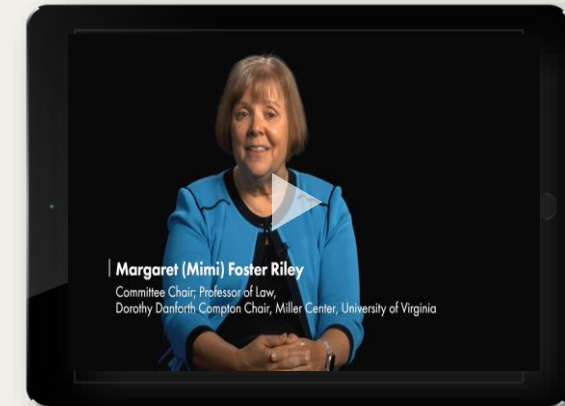 Margaret (Mimi) Foster Riley
Committee Chair; Professor of Law,
Dorothy Danforth Compton Chair, Miller Center, University of Virginia